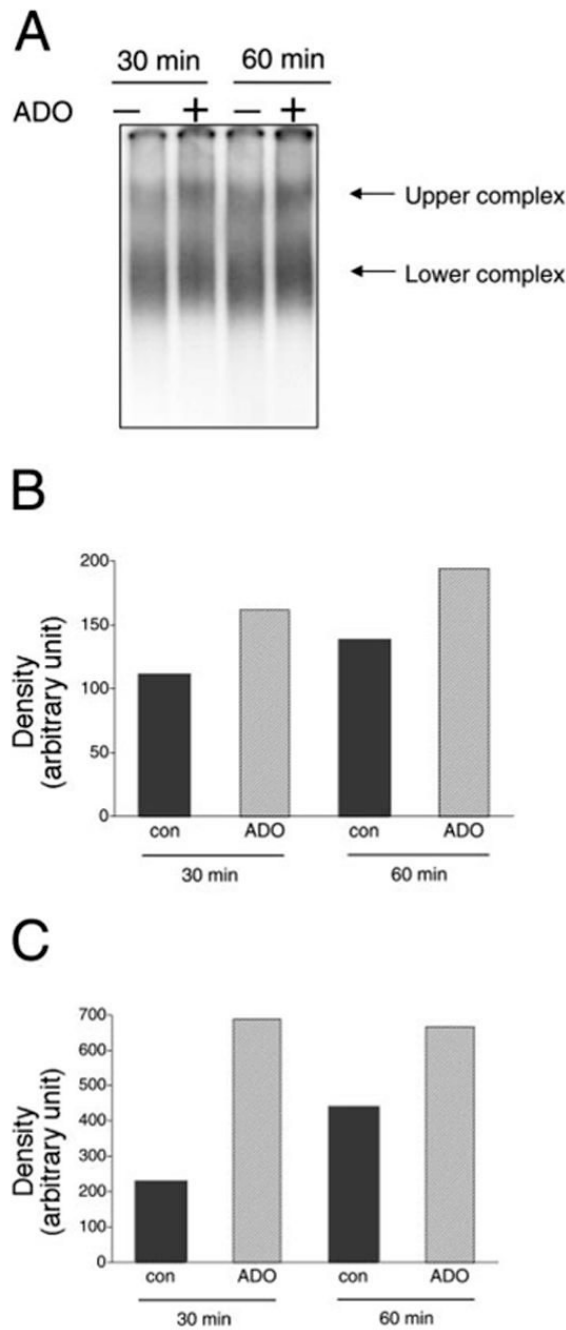 A
30 min 60 min
ADO − + − +
Upper complex
Lower complex
B
Density
(arbitrary unit)
200
150
100
50
0
con ADO con ADO
30 min 60 min
C
Density
(arbitrary unit)
700
600
500
400
300
200
100
0
con ADO con ADO
30 min 60 min